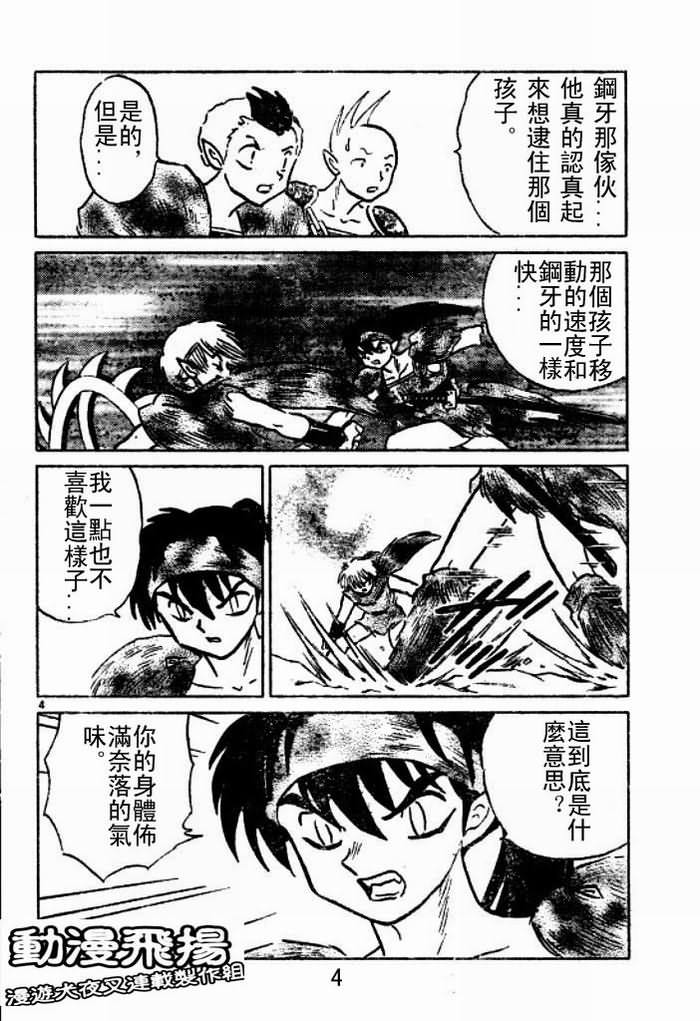 鋼牙那傢伙…
他真的認真起
來想逮住那個
孩子。
是的，
但是…
那個孩子移
動的速度和
鋼牙的一樣
快…
我一點也不
喜歡這樣子…
4
這到底是什
麼意思？
你的身體佈
滿奈落的氣
味。
動漫飛揚
漫遊犬夜叉連載製作組
4